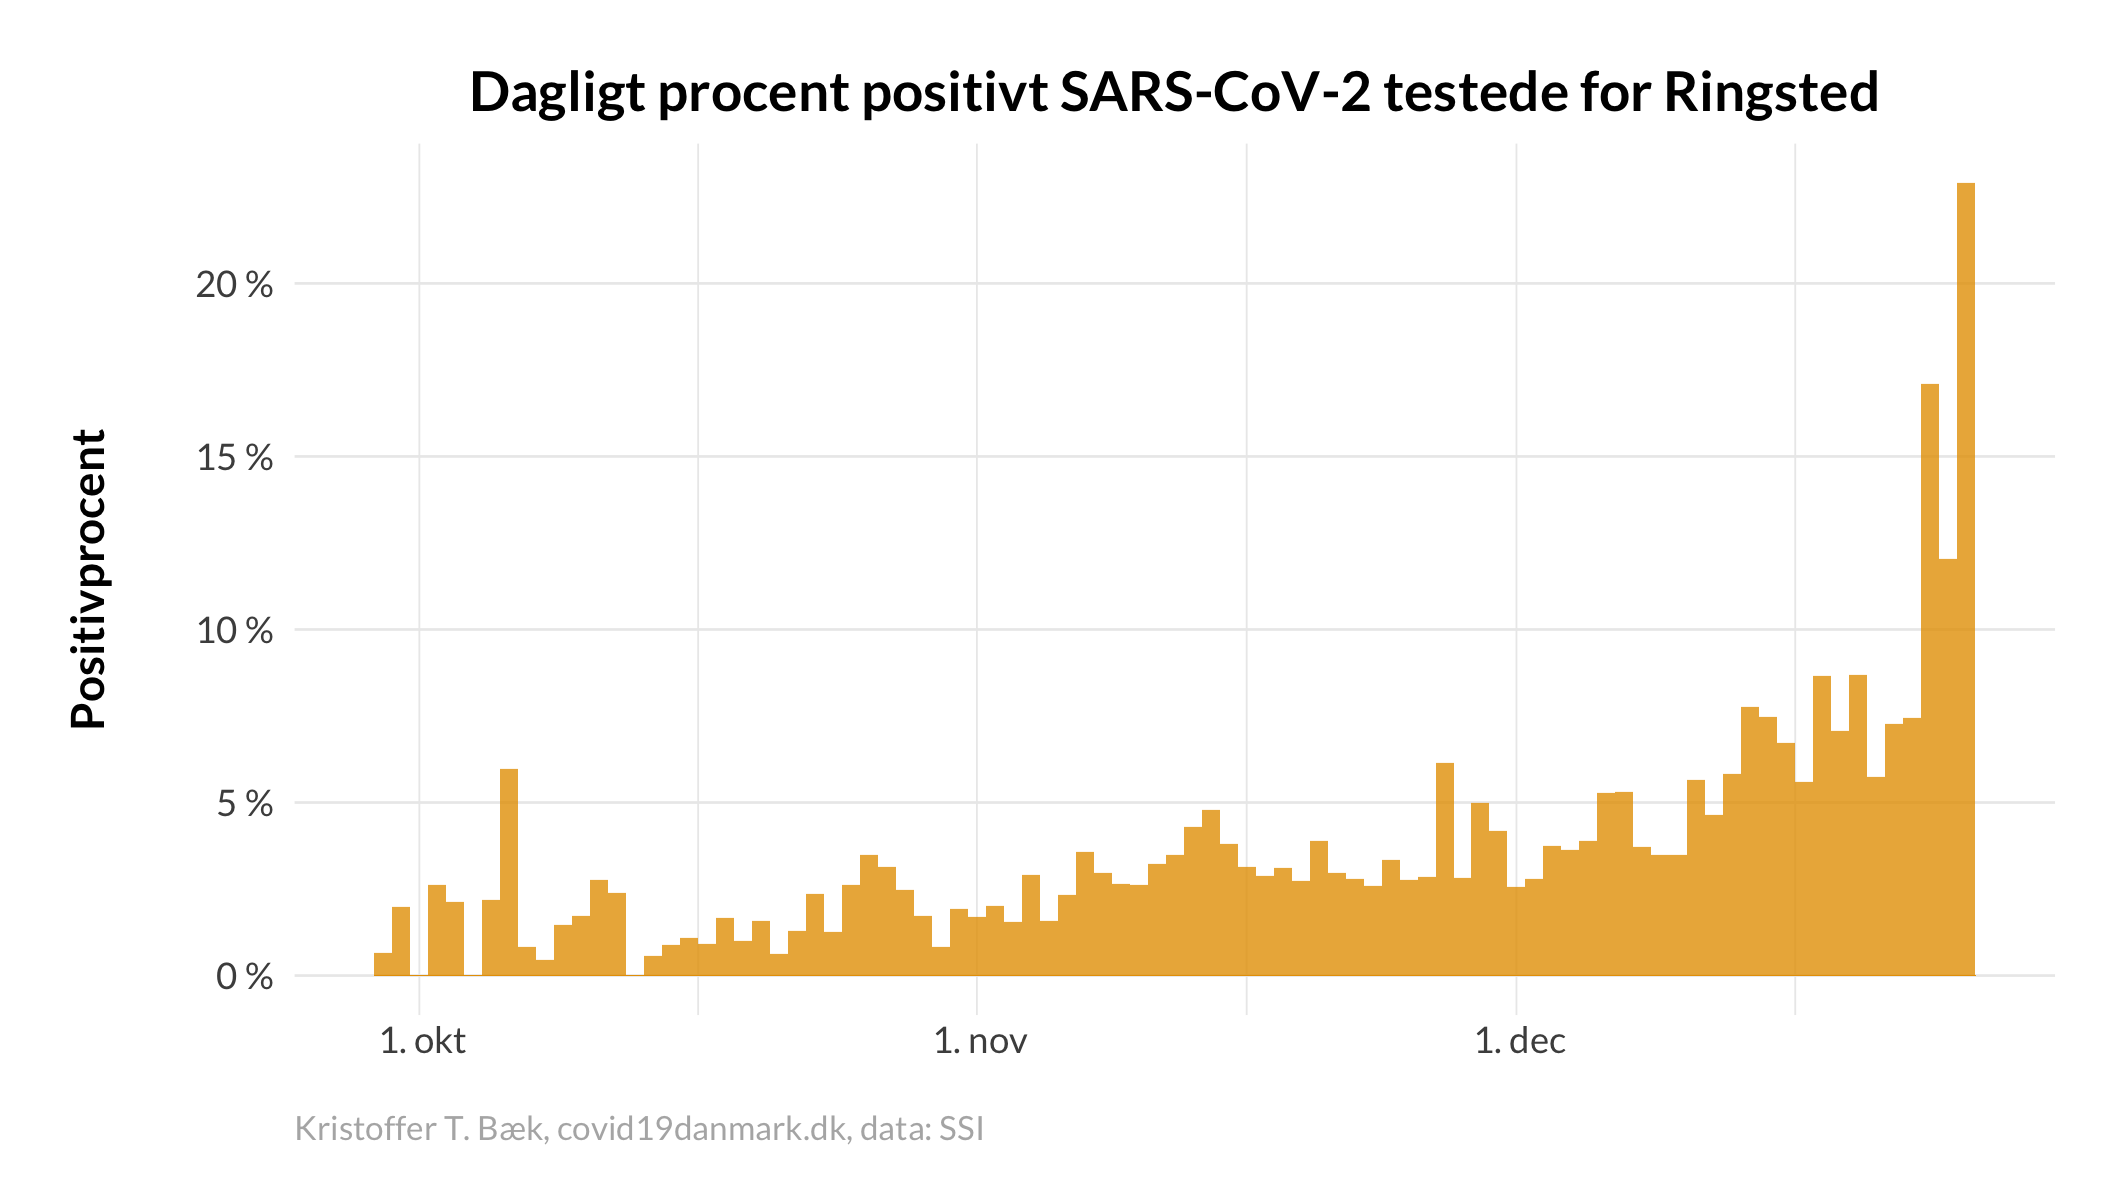 Dagligt procent positivt SARS-CoV-2 testede for Ringsted
Positivprocent
20 %
15 %
10 %
5 %
0 %
1. okt
1. nov
1. dec
Kristoffer T. Bæk, covid19danmark.dk, data: SSI